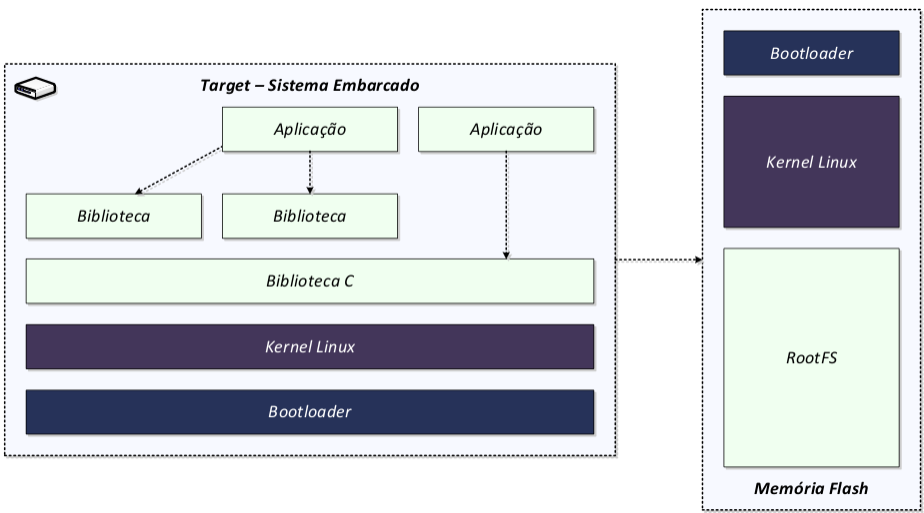 Target – Sistema Embarcado
Aplicação
Aplicação
Biblioteca
Biblioteca
Biblioteca C
Kernel Linux
Bootloader
Bootloader
Kernel Linux
RootFS
Memória Flash